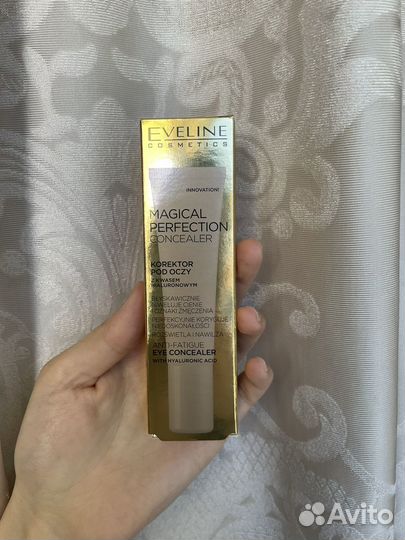 EVELINE
COSMETICS
INNOVATION!
MAGICAL
PERFECTION
CONCEALER
KOREKTOR
POD OCZY
Z KWASEM
HIALURONOWYM
BŁYSKAWICZNIE
NIWELUJE CIENIE
I OZNAKI ZMĘCZENIA
PERFEKCYJNIE KORYGUJE
NIEDOSKONAŁOŚCI
ROZŚWIETLA I NAWILŻA
ANTI-FATIGUE
EYE CONCEALER
WITH HYALURONIC ACID
Avito